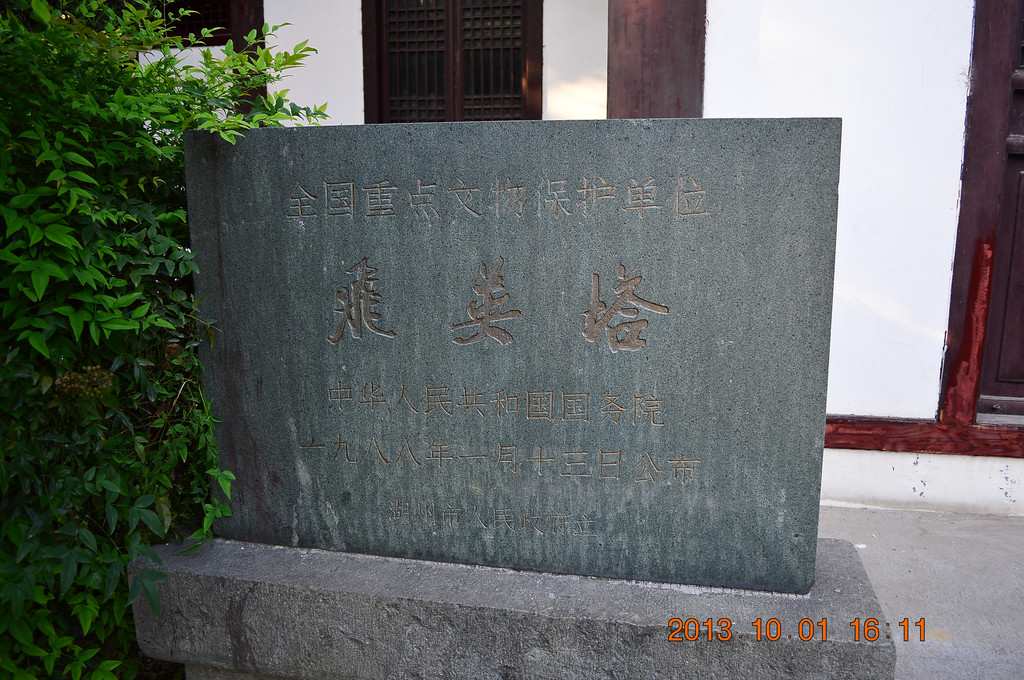 全国重点文物保护单位
飛英塔
中华人民共和国国务院
一九八八年一月十三日公布
湖州市人民政府立
2013.10.01 16:11